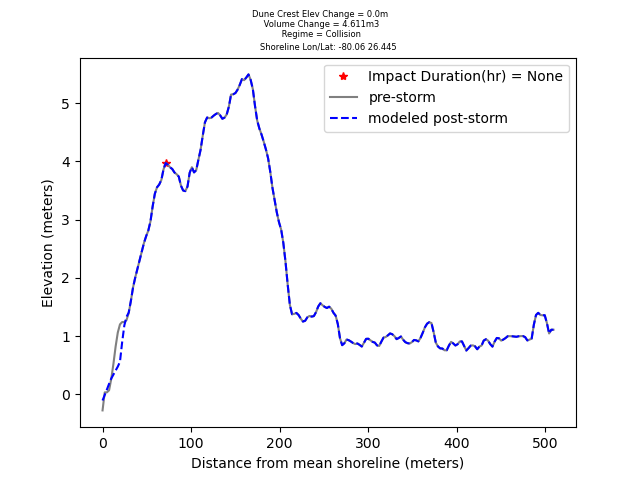 Dune Crest Elev Change = 0.0m
Volume Change = 4.611m3
Regime = Collision
Shoreline Lon/Lat: -80.06 26.445
Impact Duration(hr) = None
pre-storm
modeled post-storm
5
4
3
2
1
0
Elevation (meters)
0 100 200 300 400 500
Distance from mean shoreline (meters)